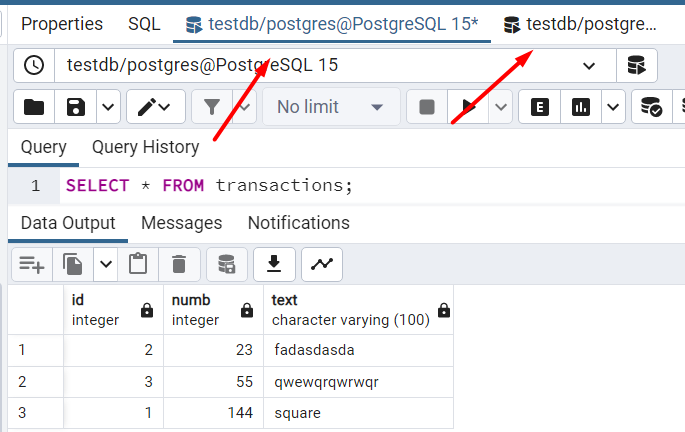 Properties SQL testdb/postgres@PostgreSQL 15* testdb/postgre...
testdb/postgres@PostgreSQL 15
No limit E
Query Query History
1 SELECT * FROM transactions;
Data Output Messages Notifications
id numb text
integer integer character varying (100)
1 2 23 fadasdasda
2 3 55 qwewqrqwrwqr
3 1 144 square